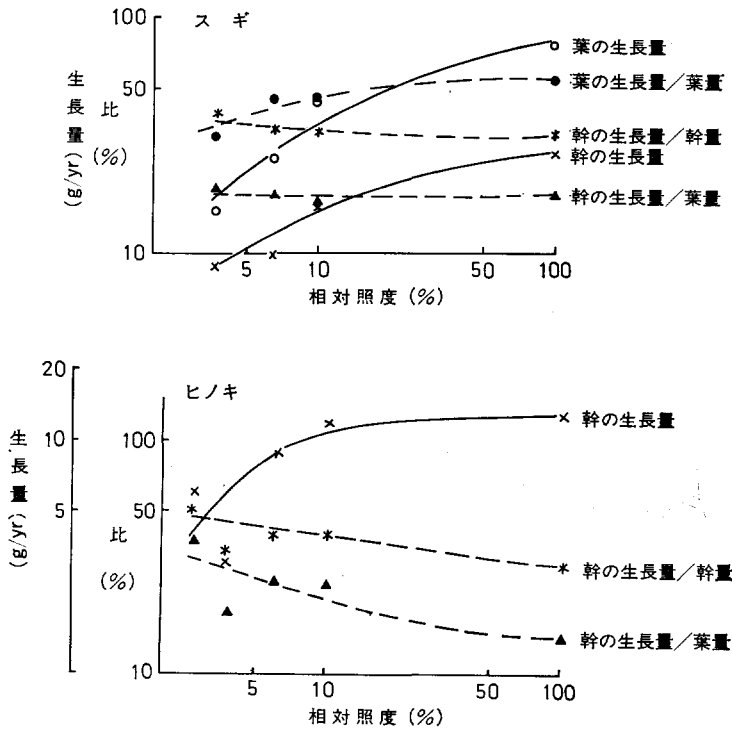 スギ
100
50
10
生長量 (g/yr)
比 (%)
葉の生長量
葉の生長量／葉量
幹の生長量／幹量
幹の生長量
幹の生長量／葉量
5 10 50 100
相対照度 (%)
ヒノキ
20
10
5
生長量 (g/yr)
100
50
10
比 (%)
幹の生長量
幹の生長量／幹量
幹の生長量／葉量
5 10 50 100
相対照度 (%)